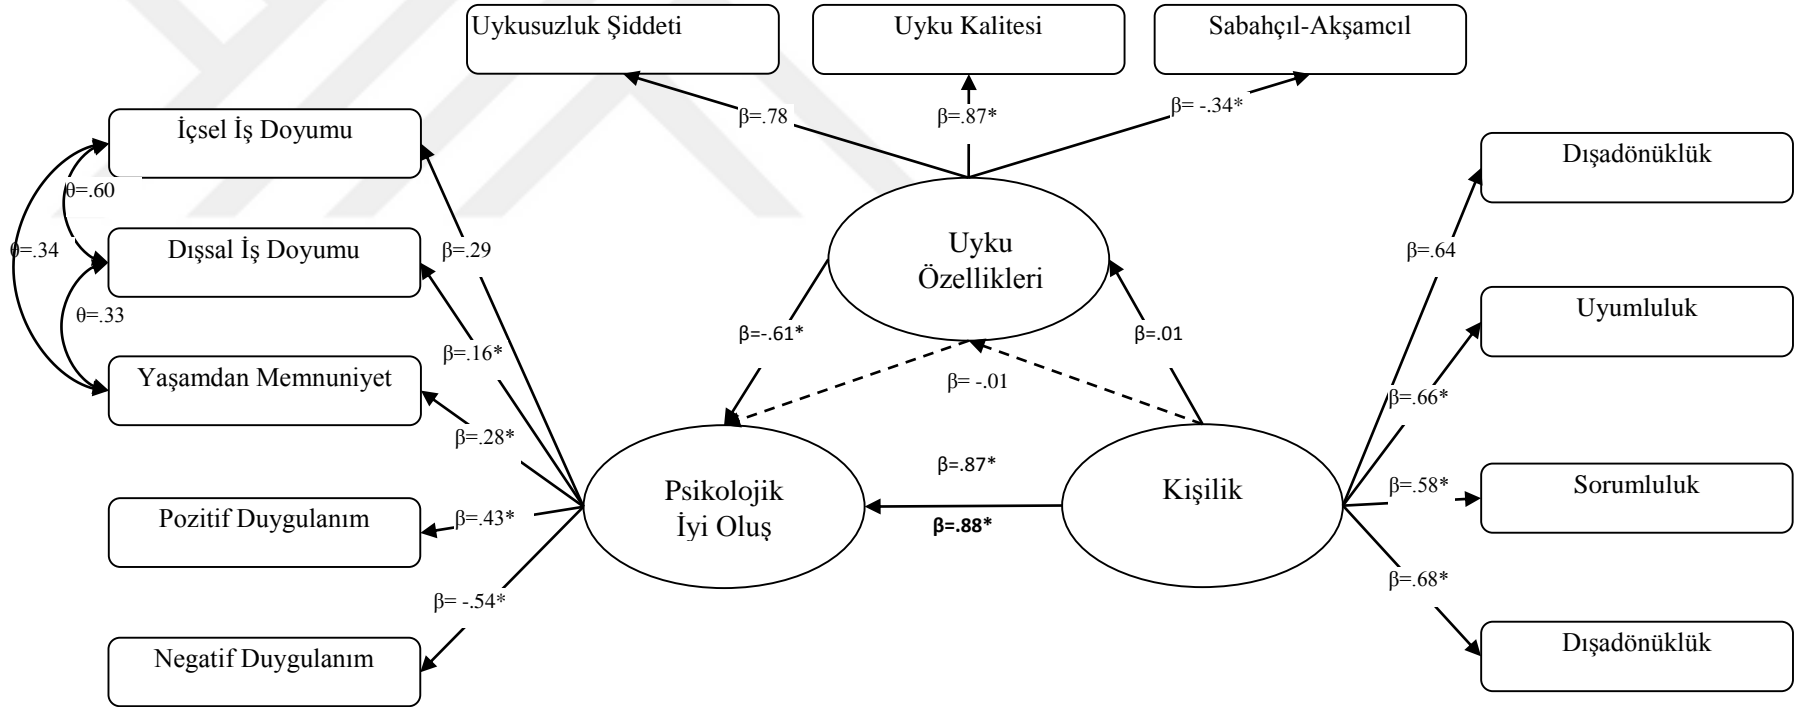 Uykusuzluk Şiddeti
Uyku Kalitesi
Sabahçıl-Akşamcıl
β=.78
β=.87*
β= -.34*
İçsel İş Doyumu
Dışsal İş Doyumu
Yaşamdan Memnuniyet
Pozitif Duygulanım
Negatif Duygulanım
θ=.60
θ=.34
θ=.33
β=.29
β=.16*
β=.28*
β=.43*
β= -.54*
Uyku
Özellikleri
β=-.61*
β=.01
β= -.01
Psikolojik
İyi Oluş
β=.87*
β=.88*
Kişilik
β=.64
β=.66*
β=.58*
β=.68*
Dışadönüklük
Uyumluluk
Sorumluluk
Dışadönüklük